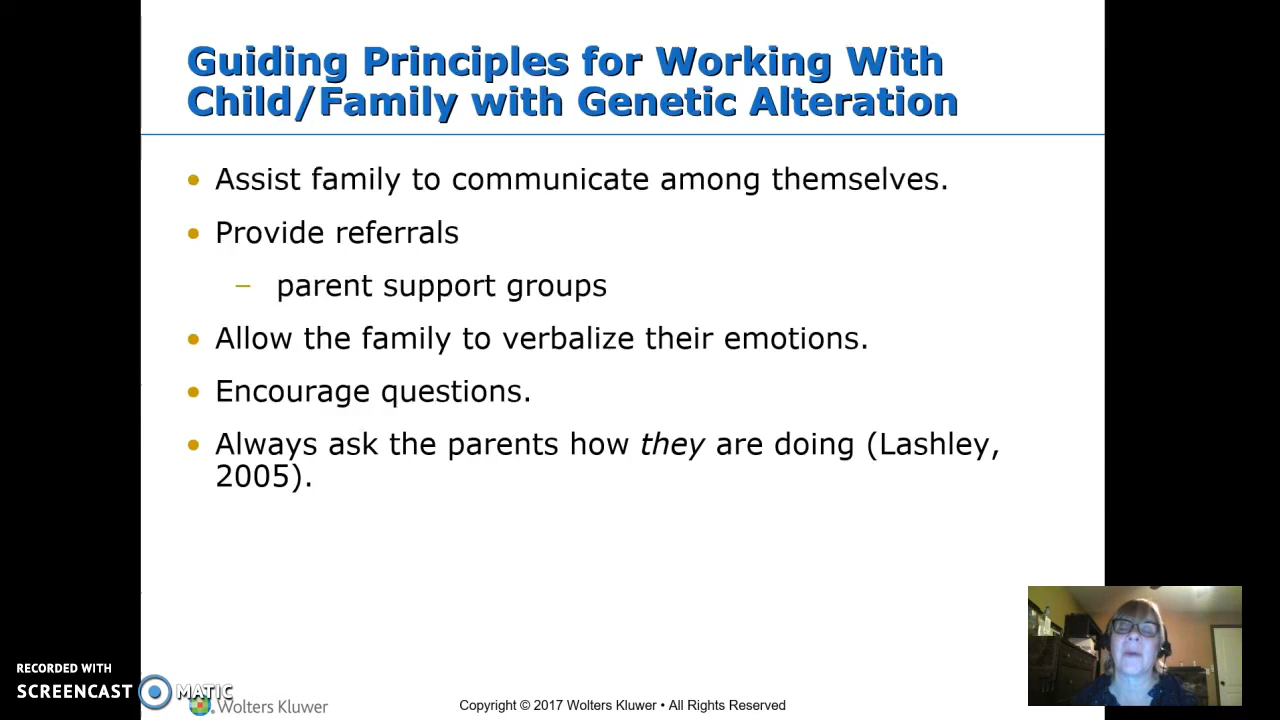 Guiding Principles for Working With
Child/Family with Genetic Alteration
• Assist family to communicate among themselves.
• Provide referrals
– parent support groups
• Allow the family to verbalize their emotions.
• Encourage questions.
• Always ask the parents how they are doing (Lashley,
2005).
RECORDED WITH
SCREENCAST MATIC
Wolters Kluwer
Copyright © 2017 Wolters Kluwer • All Rights Reserved